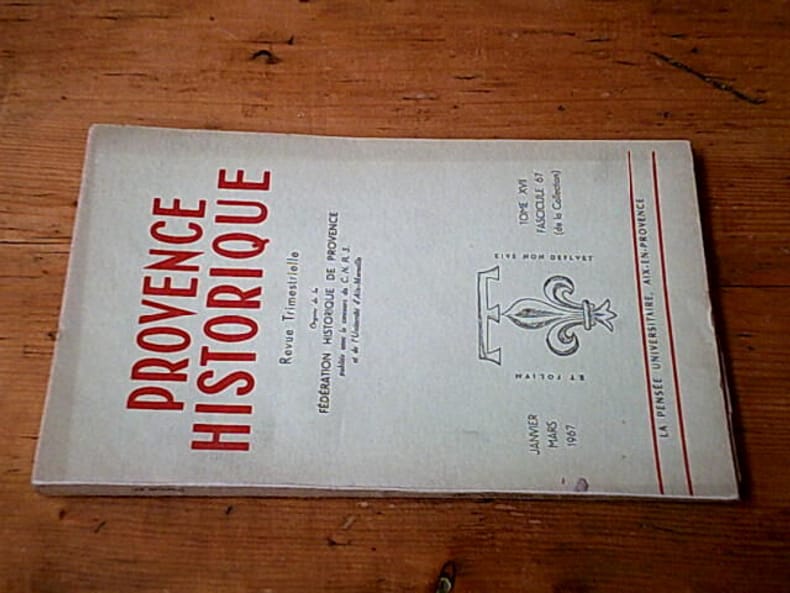 PROVENCE
HISTORIQUE
Revue Trimestrielle
Organe de la
FÉDÉRATION HISTORIQUE DE PROVENCE
publiée avec le concours du C. N. R. S.
et de l'Université d'Aix-Marseille
ET FOLIUM
EIVS NON DEFLVET
JANVIER
MARS
1967
TOME XVI
FASCICULE 67
(de la Collection)
LA PENSÉE UNIVERSITAIRE, AIX-EN-PROVENCE